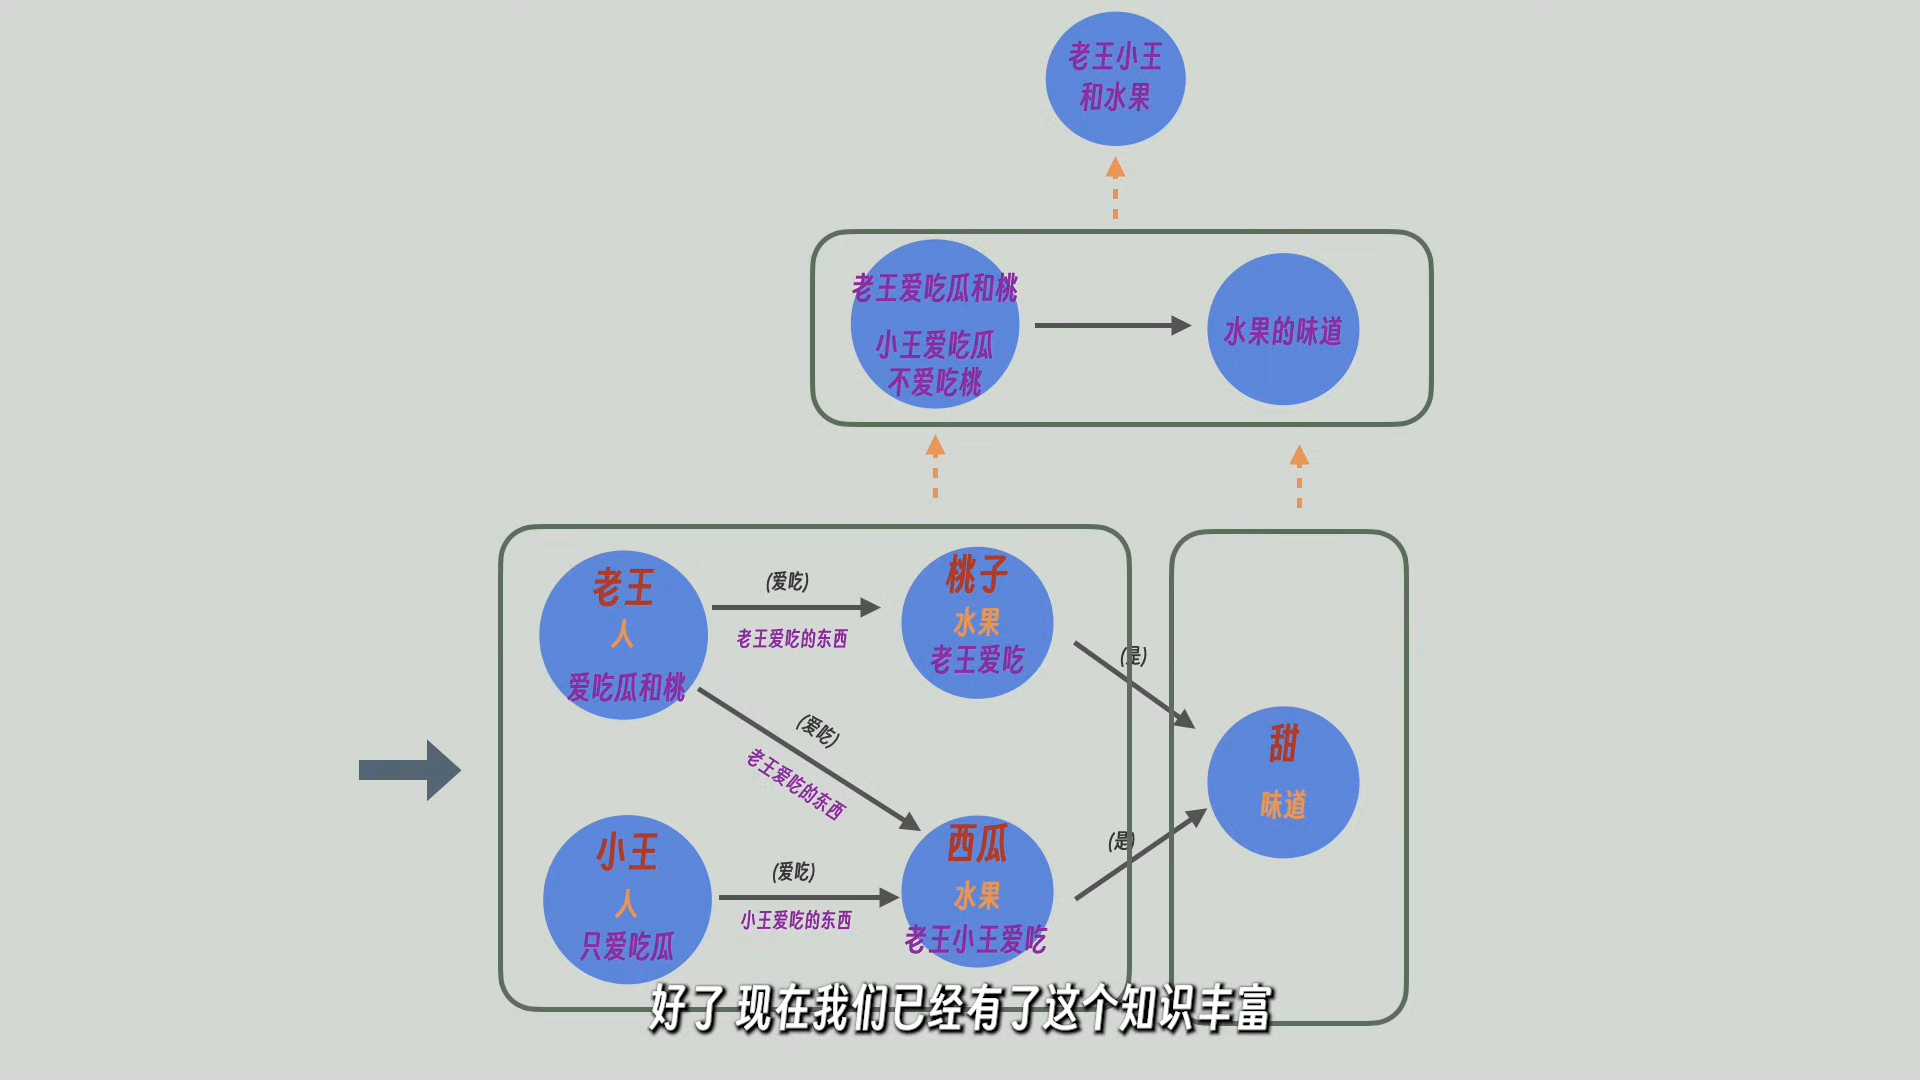 老王小王
和水果
老王爱吃瓜和桃
小王爱吃瓜
不爱吃桃
水果的味道
老王
人
爱吃瓜和桃
(爱吃)
老王爱吃的东西
桃子
水果
老王爱吃
(是)
(爱吃)
老王爱吃的东西
甜
味道
小王
人
只爱吃瓜
(爱吃)
小王爱吃的东西
西瓜
水果
老王小王爱吃
(是)
好了 现在我们已经有了这个知识丰富